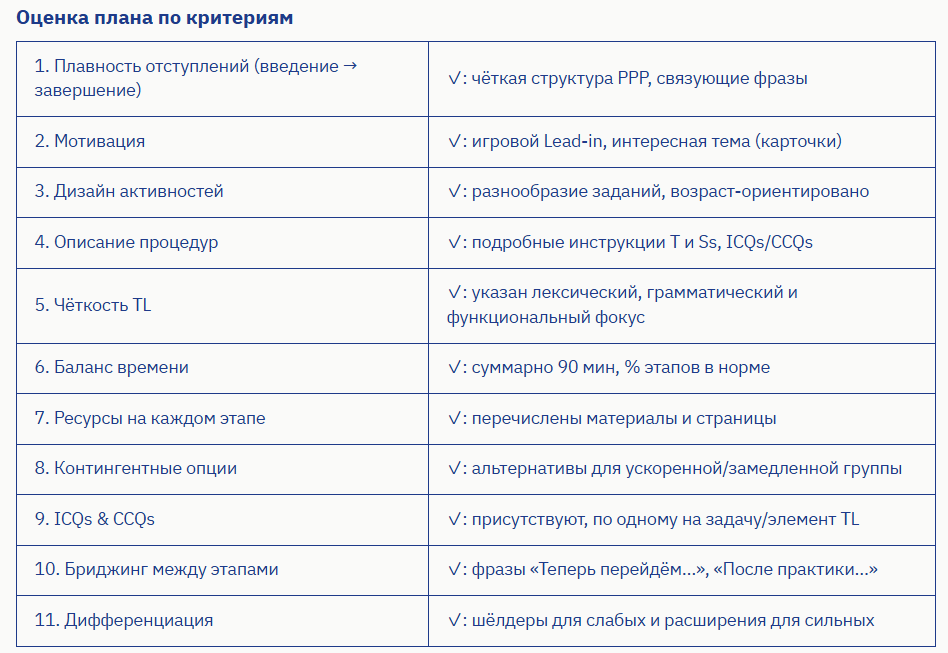 Оценка плана по критериям
1. Плавность отступлений (введение →
завершение)
✓: чёткая структура PPP, связующие фразы
2. Мотивация
✓: игровой Lead-in, интересная тема (карточки)
3. Дизайн активностей
✓: разнообразие заданий, возраст-ориентировано
4. Описание процедур
✓: подробные инструкции T и Ss, ICQs/CCQs
5. Чёткость TL
✓: указан лексический, грамматический и
функциональный фокус
6. Баланс времени
✓: суммарно 90 мин, % этапов в норме
7. Ресурсы на каждом этапе
✓: перечислены материалы и страницы
8. Контингентные опции
✓: альтернативы для ускоренной/замедленной группы
9. ICQs & CCQs
✓: присутствуют, по одному на задачу/элемент TL
10. Бриджинг между этапами
✓: фразы «Теперь перейдём...», «После практики...»
11. Дифференциация
✓: шёлдеры для слабых и расширения для сильных